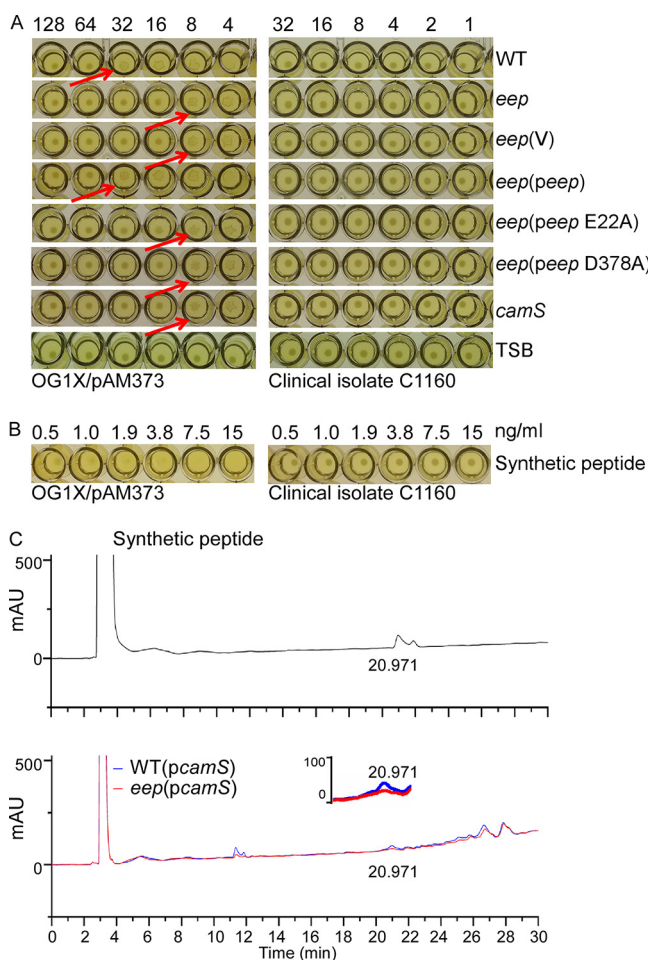 A
128 64 32 16 8 4
32 16 8 4 2 1
WT
eep
eep(V)
eep(peep)
eep(peep E22A)
eep(peep D378A)
camS
TSB
OG1X/pAM373
Clinical isolate C1160
B
0.5 1.0 1.9 3.8 7.5 15
0.5 1.0 1.9 3.8 7.5 15 ng/ml
Synthetic peptide
OG1X/pAM373
Clinical isolate C1160
C
Synthetic peptide
500
mAU
0
20.971
500
WT(pcamS)
eep(pcamS)
100
0
20.971
mAU
0
20.971
0 2 4 6 8 10 12 14 16 18 20 22 24 26 28 30
Time (min)